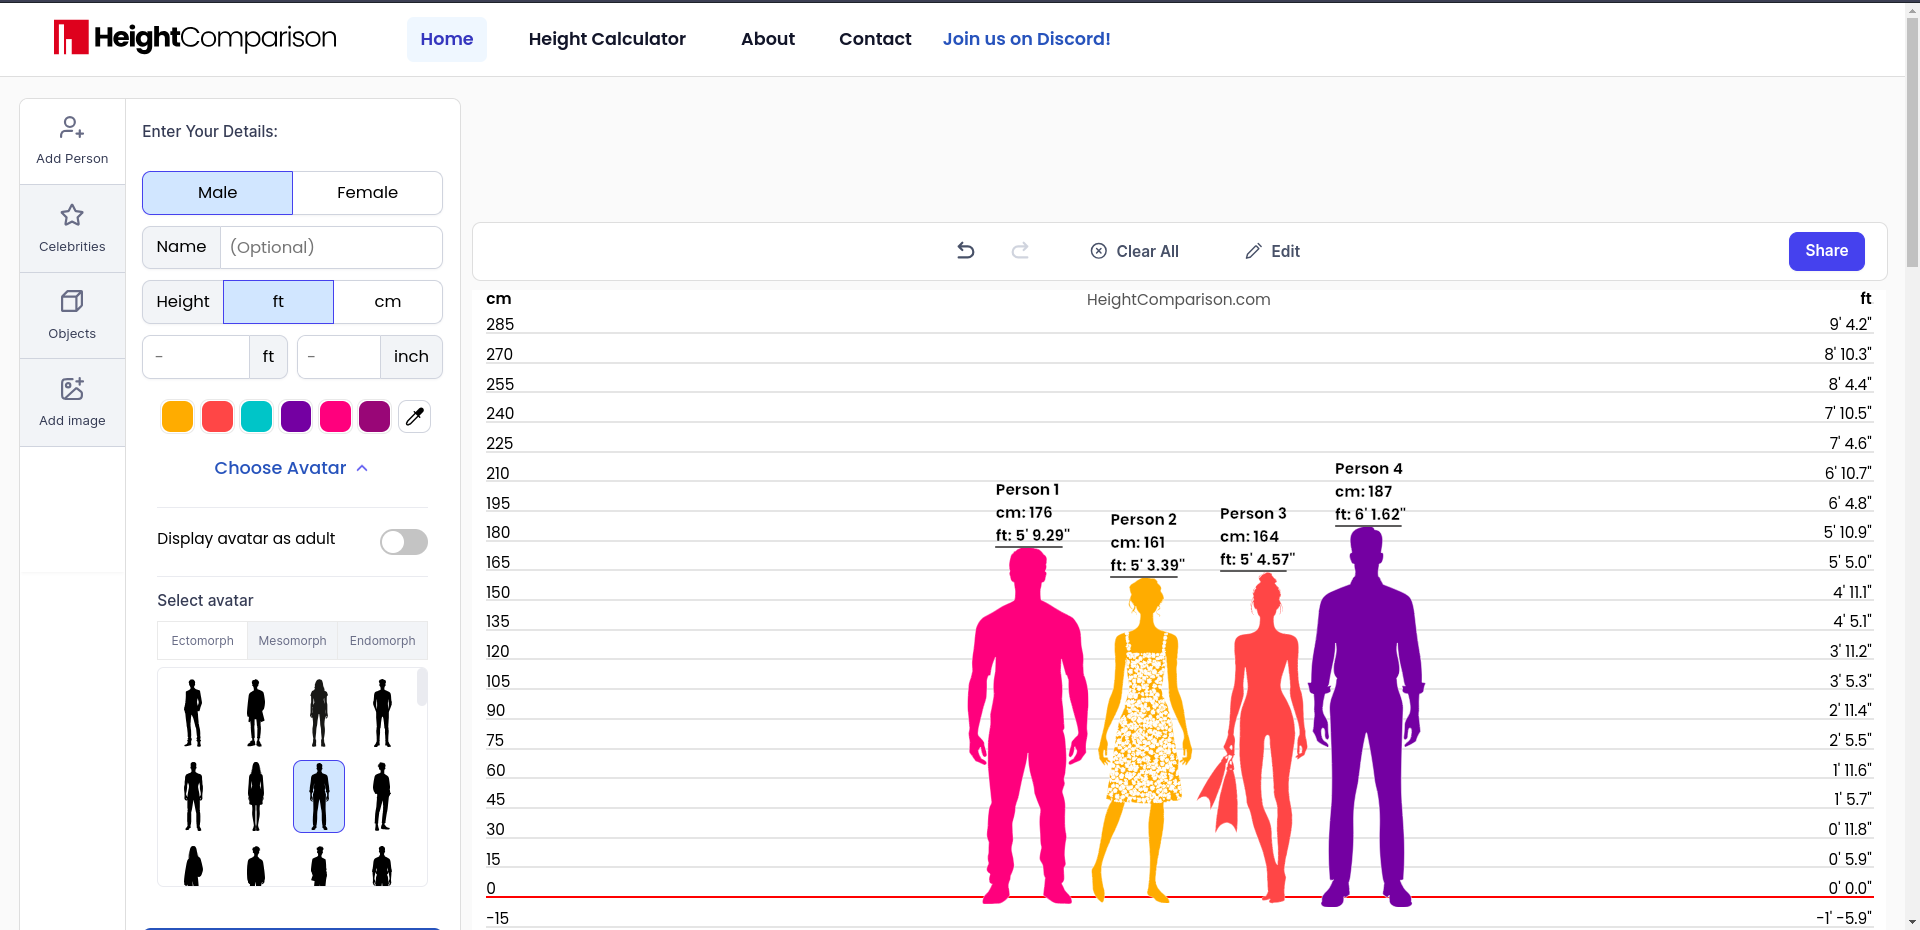 HeightComparison
Home
Height Calculator
About
Contact
Join us on Discord!
Add Person
Celebrities
Objects
Add image
Enter Your Details:
Male
Female
Name
(Optional)
Height
ft
cm
-
ft
-
inch
Choose Avatar
Display avatar as adult
Select avatar
Ectomorph
Mesomorph
Endomorph
Clear All
Edit
Share
cm
HeightComparison.com
ft
285
9' 4.2"
270
8' 10.3"
255
8' 4.4"
240
7' 10.5"
225
7' 4.6"
210
6' 10.7"
195
6' 4.8"
180
5' 10.9"
165
5' 5.0"
150
4' 11.1"
135
4' 5.1"
120
3' 11.2"
105
3' 5.3"
90
2' 11.4"
75
2' 5.5"
60
1' 11.6"
45
1' 5.7"
30
0' 11.8"
15
0' 5.9"
0
0' 0.0"
-15
-1' -5.9"
Person 1
cm: 176
ft: 5' 9.29"
Person 2
cm: 161
ft: 5' 3.39"
Person 3
cm: 164
ft: 5' 4.57"
Person 4
cm: 187
ft: 6' 1.62"